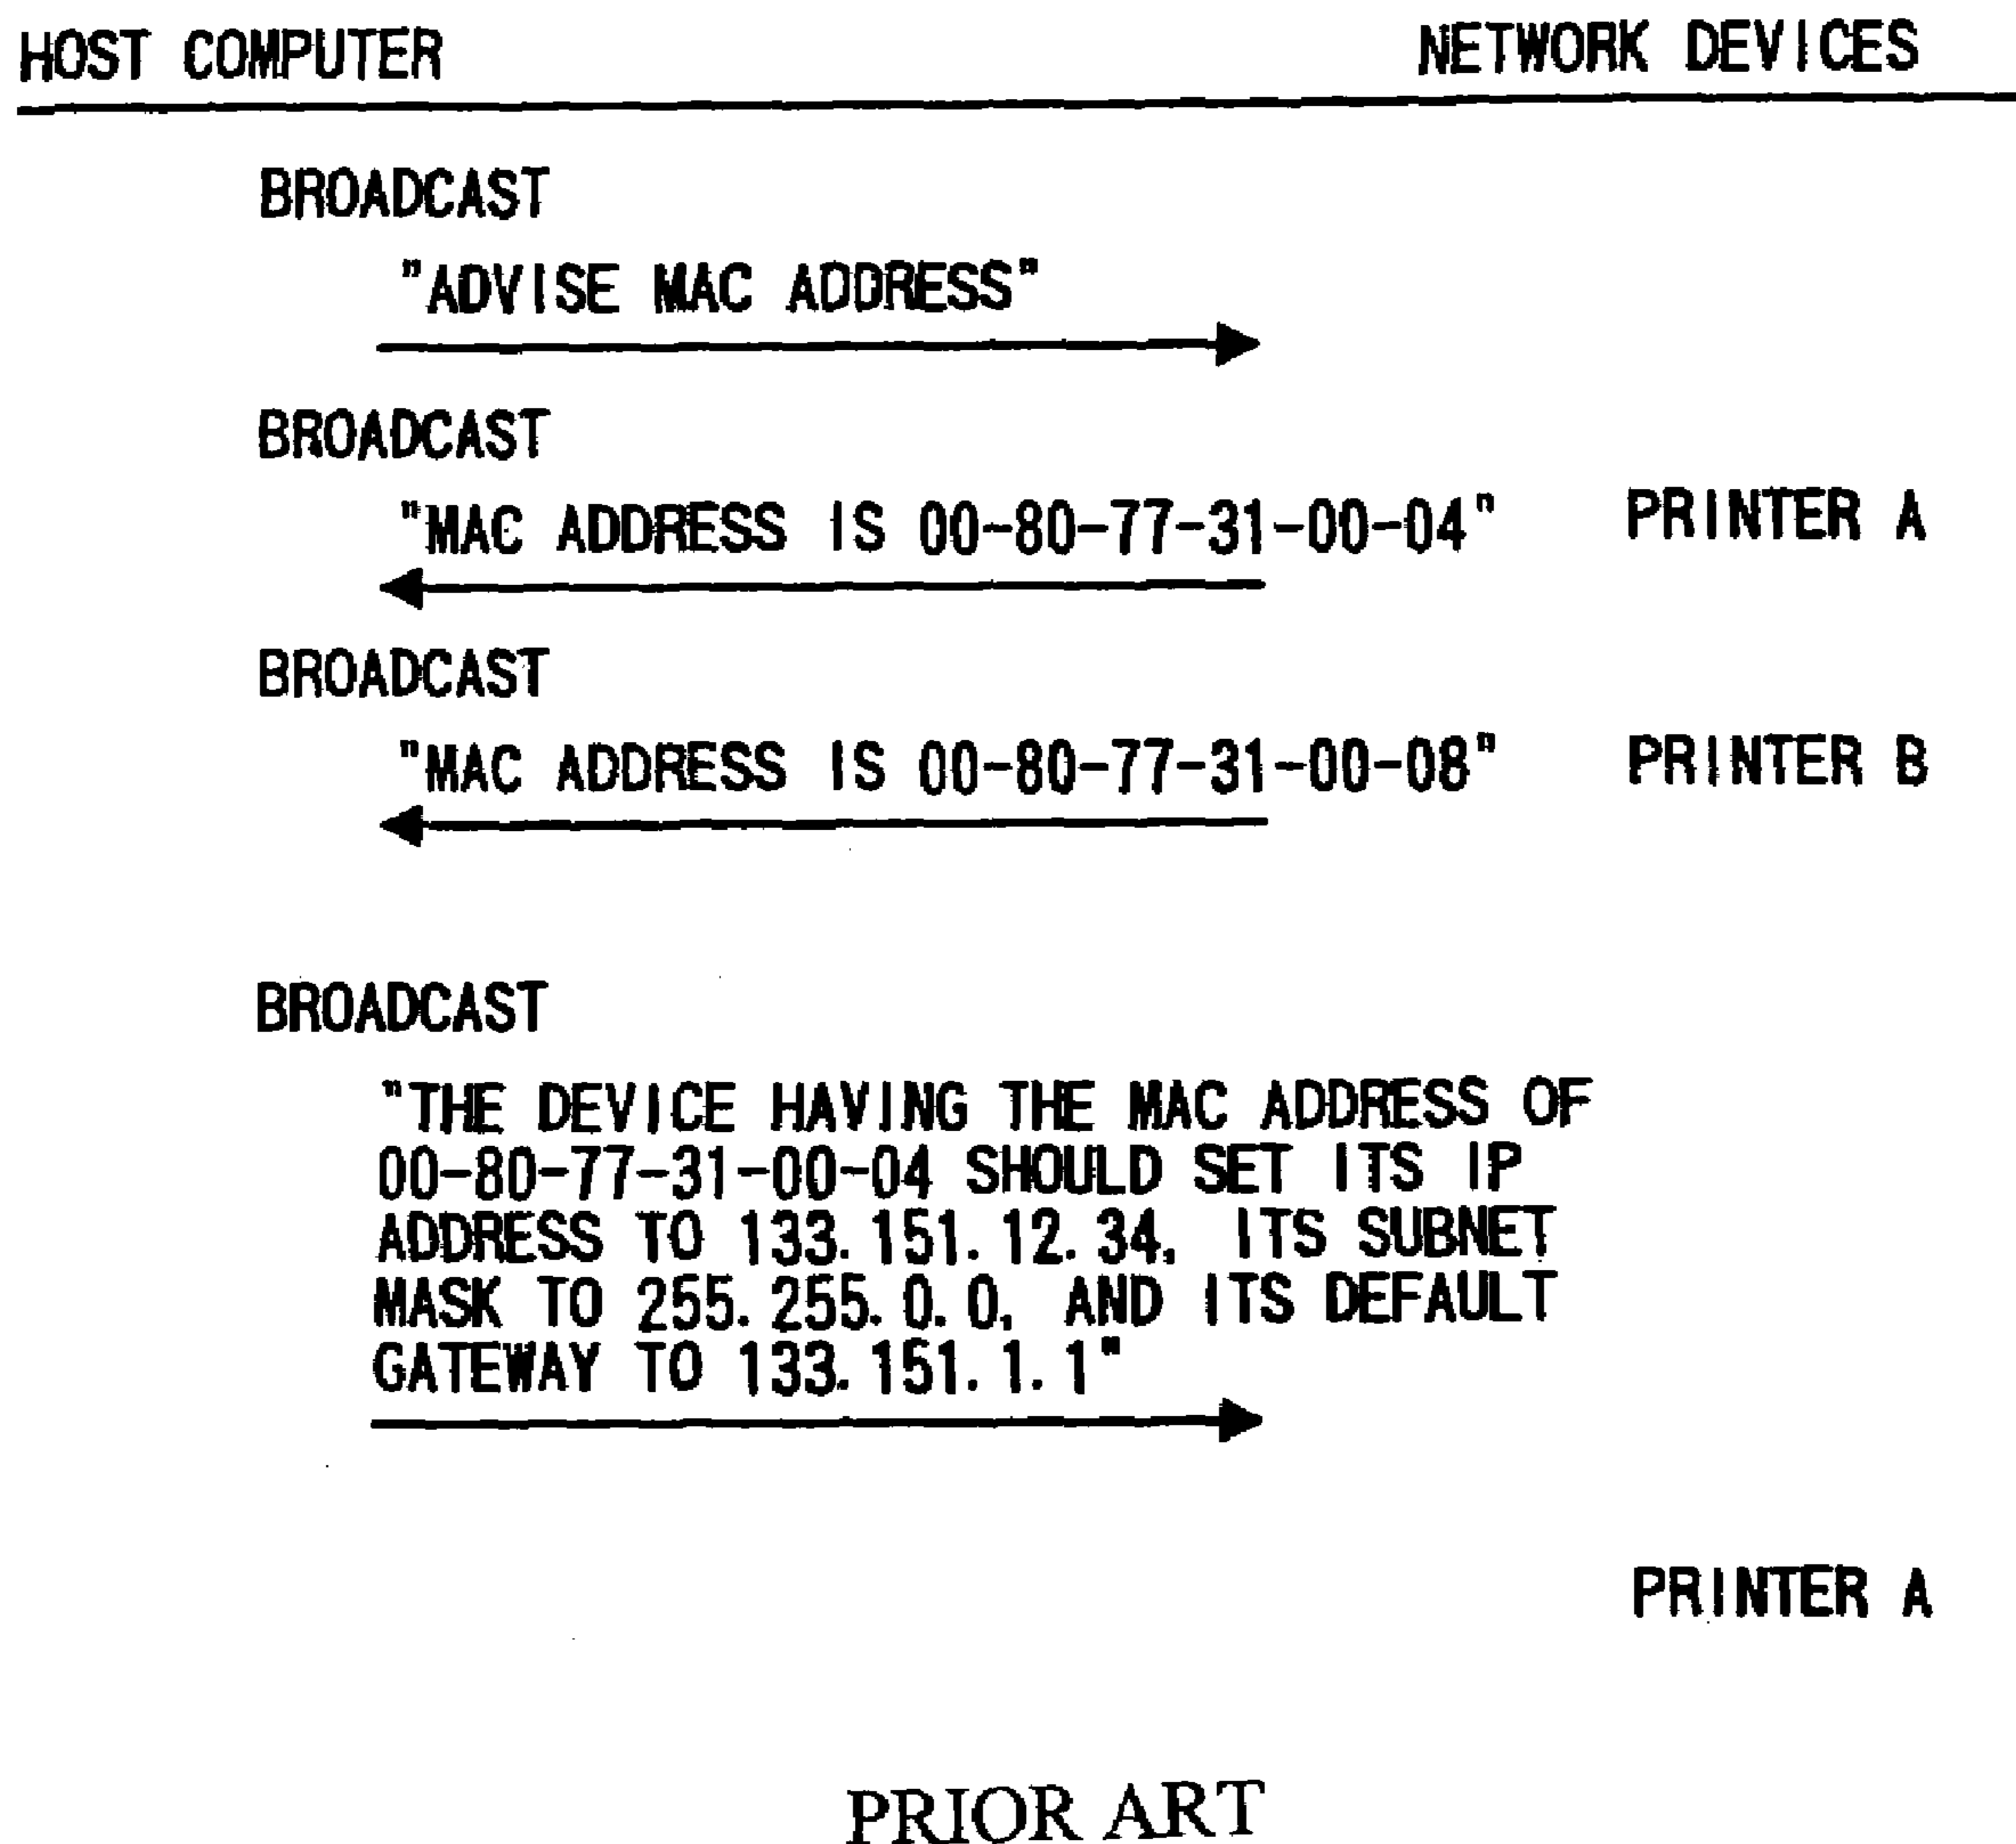 HOST COMPUTER NETWORK DEVICES
BROADCAST
"ADVISE MAC ADDRESS"
BROADCAST
"MAC ADDRESS IS 00-80-77-31-00-04" PRINTER A
BROADCAST
"MAC ADDRESS IS 00-80-77-31-00-08" PRINTER B
BROADCAST
"THE DEVICE HAVING THE MAC ADDRESS OF
00-80-77-31-00-04 SHOULD SET ITS IP
ADDRESS TO 133.151.12.34, ITS SUBNET
MASK TO 255.255.0.0, AND ITS DEFAULT
GATEWAY TO 133.151.1.1"
PRINTER A
PRIOR ART